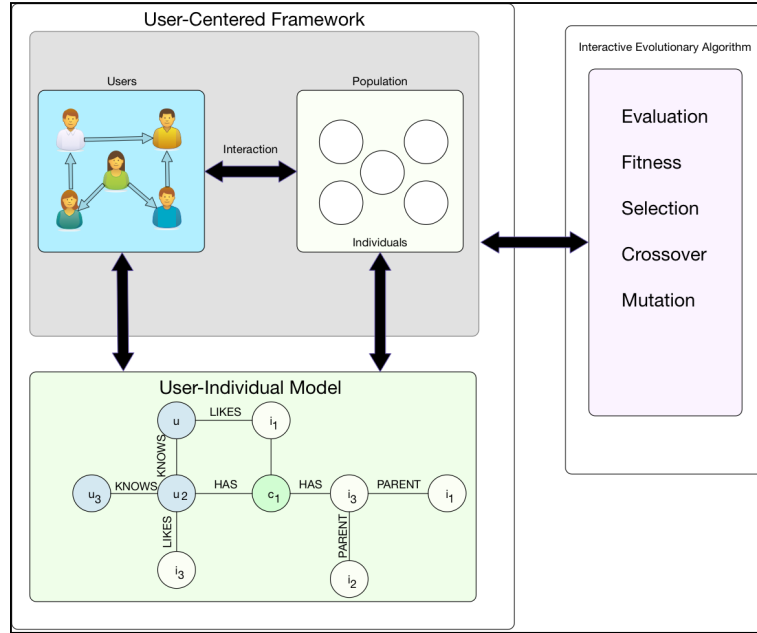 User-Centered Framework
Interactive Evolutionary Algorithm
Users
Population
Interaction
Individuals
Evaluation
Fitness
Selection
Crossover
Mutation
User-Individual Model
u
LIKES
i1
KNOWS
u3
KNOWS
u2
HAS
c1
HAS
i3
PARENT
i1
LIKES
PARENT
i3
i2